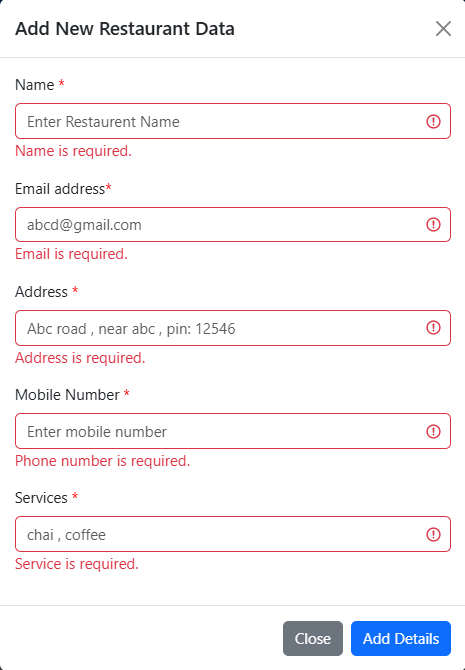 Add New Restaurant Data
Name *
Enter Restaurent Name
Name is required.
Email address*
abcd@gmail.com
Email is required.
Address *
Abc road , near abc , pin: 12546
Address is required.
Mobile Number *
Enter mobile number
Phone number is required.
Services *
chai , coffee
Service is required.
Close Add Details